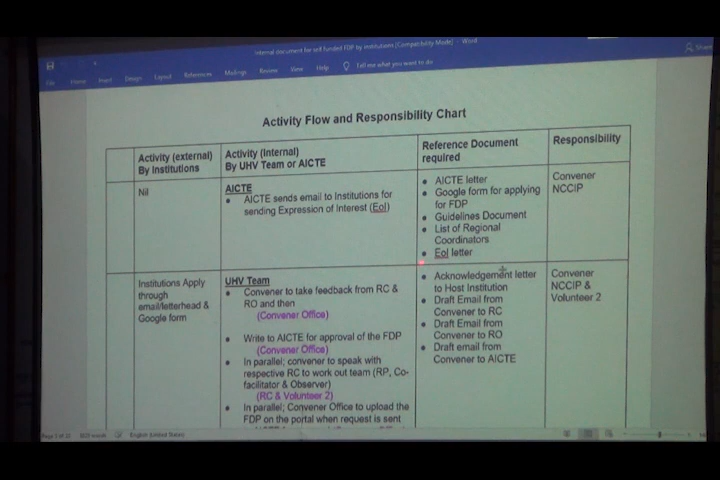 Internal document for self funded FDP by institutions [Compatibility Mode] - Word
File Home Insert Design Layout References Mailings Review View Help Tell me what you want to do Share
Activity Flow and Responsibility Chart
Activity (external)
By Institutions
Activity (Internal)
By UHV Team or AICTE
Reference Document
required
Responsibility
Nil
AICTE
• AICTE sends email to Institutions for
sending Expression of Interest (EoI)
• AICTE letter
• Google form for applying
for FDP
• Guidelines Document
• List of Regional
Coordinators
• EoI letter
Convener
NCCIP
Institutions Apply
through
email/letterhead &
Google form
UHV Team
• Convener to take feedback from RC &
RO and then
(Convener Office)
• Write to AICTE for approval of the FDP
(Convener Office)
• In parallel; convener to speak with
respective RC to work out team (RP, Co-
facilitator & Observer)
(RC & Volunteer 2)
• In parallel; Convener Office to upload the
FDP on the portal when request is sent
• Acknowledgement letter
to Host Institution
• Draft Email from
Convener to RC
• Draft Email from
Convener to RO
• Draft email from
Convener to AICTE
Convener
NCCIP &
Volunteer 2
English (United States)